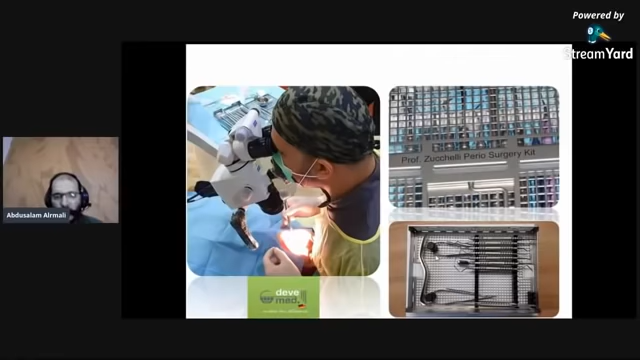 Powered by
StreamYard
Prof. Zucchelli Perio Surgery Kit
Abdusalam Alrmali
deve
med.